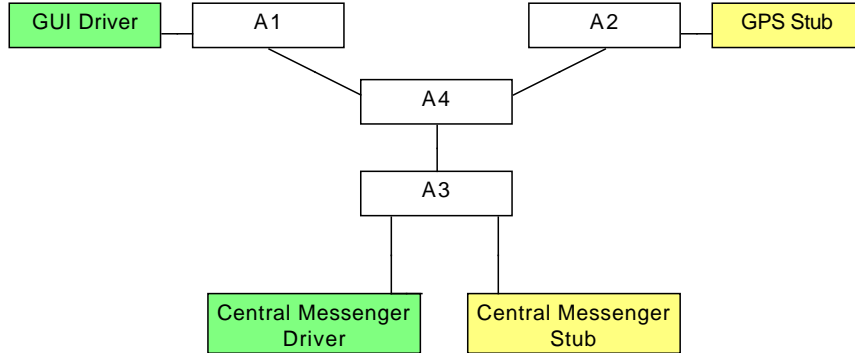 GUI Driver
A1
A2
GPS Stub
A4
A3
Central Messenger
Driver
Central Messenger
Stub